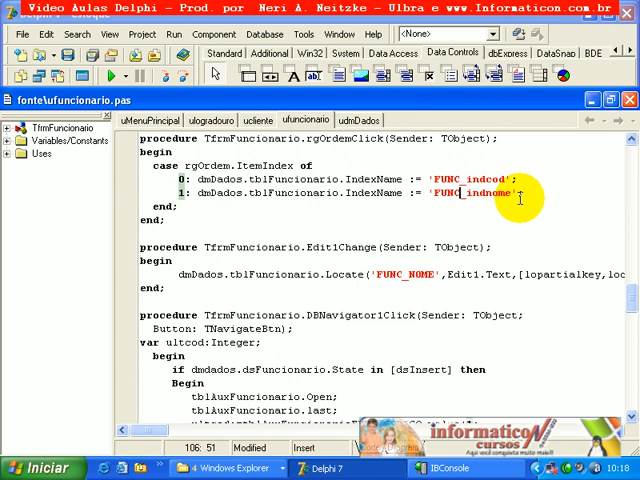 Video Aulas Delphi - Prod. por Neri A. Neitzke - Ulbra e www.Informaticon.com.br
File Edit Search View Project Run Component Database Tools Window Help
<None>
Standard Additional Win32 System Data Access Data Controls dbExpress DataSnap BDE
fonte\ufuncionario.pas
TfrmFuncionario
Variables/Constants
Uses
uMenuPrincipal ulogradouro ucliente ufuncionario udmDados
procedure TfrmFuncionario.rgOrdemClick(Sender: TObject);
begin
case rgOrdem.ItemIndex of
0: dmDados.tblFuncionario.IndexName := 'FUNC_indcod';
1: dmDados.tblFuncionario.IndexName := 'FUNC_indnome';
end;
end;
procedure TfrmFuncionario.Edit1Change(Sender: TObject);
begin
dmDados.tblFuncionario.Locate('FUNC_NOME',Edit1.Text,[lopartialkey,loc
end;
procedure TfrmFuncionario.DBNavigator1Click(Sender: TObject;
Button: TNavigateBtn);
var ultcod:Integer;
begin
if dmdados.dsFuncionario.State in [dsInsert] then
Begin
tblAuxFuncionario.Open;
tblAuxFuncionario.last;
informaticon
Aqui você conquista seu mundo
106: 51 Modified Insert
Iniciar 4 Windows Explorer Delphi 7 IBConsole 10:18